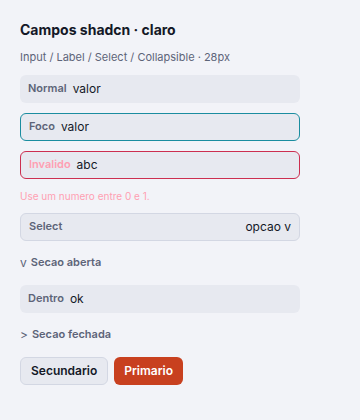 Campos shadcn · claro
Input / Label / Select / Collapsible · 28px
Normal valor
Foco valor
Invalido abc
Use um numero entre 0 e 1.
Select opcao v
v Secao aberta
Dentro ok
> Secao fechada
Secundario Primario